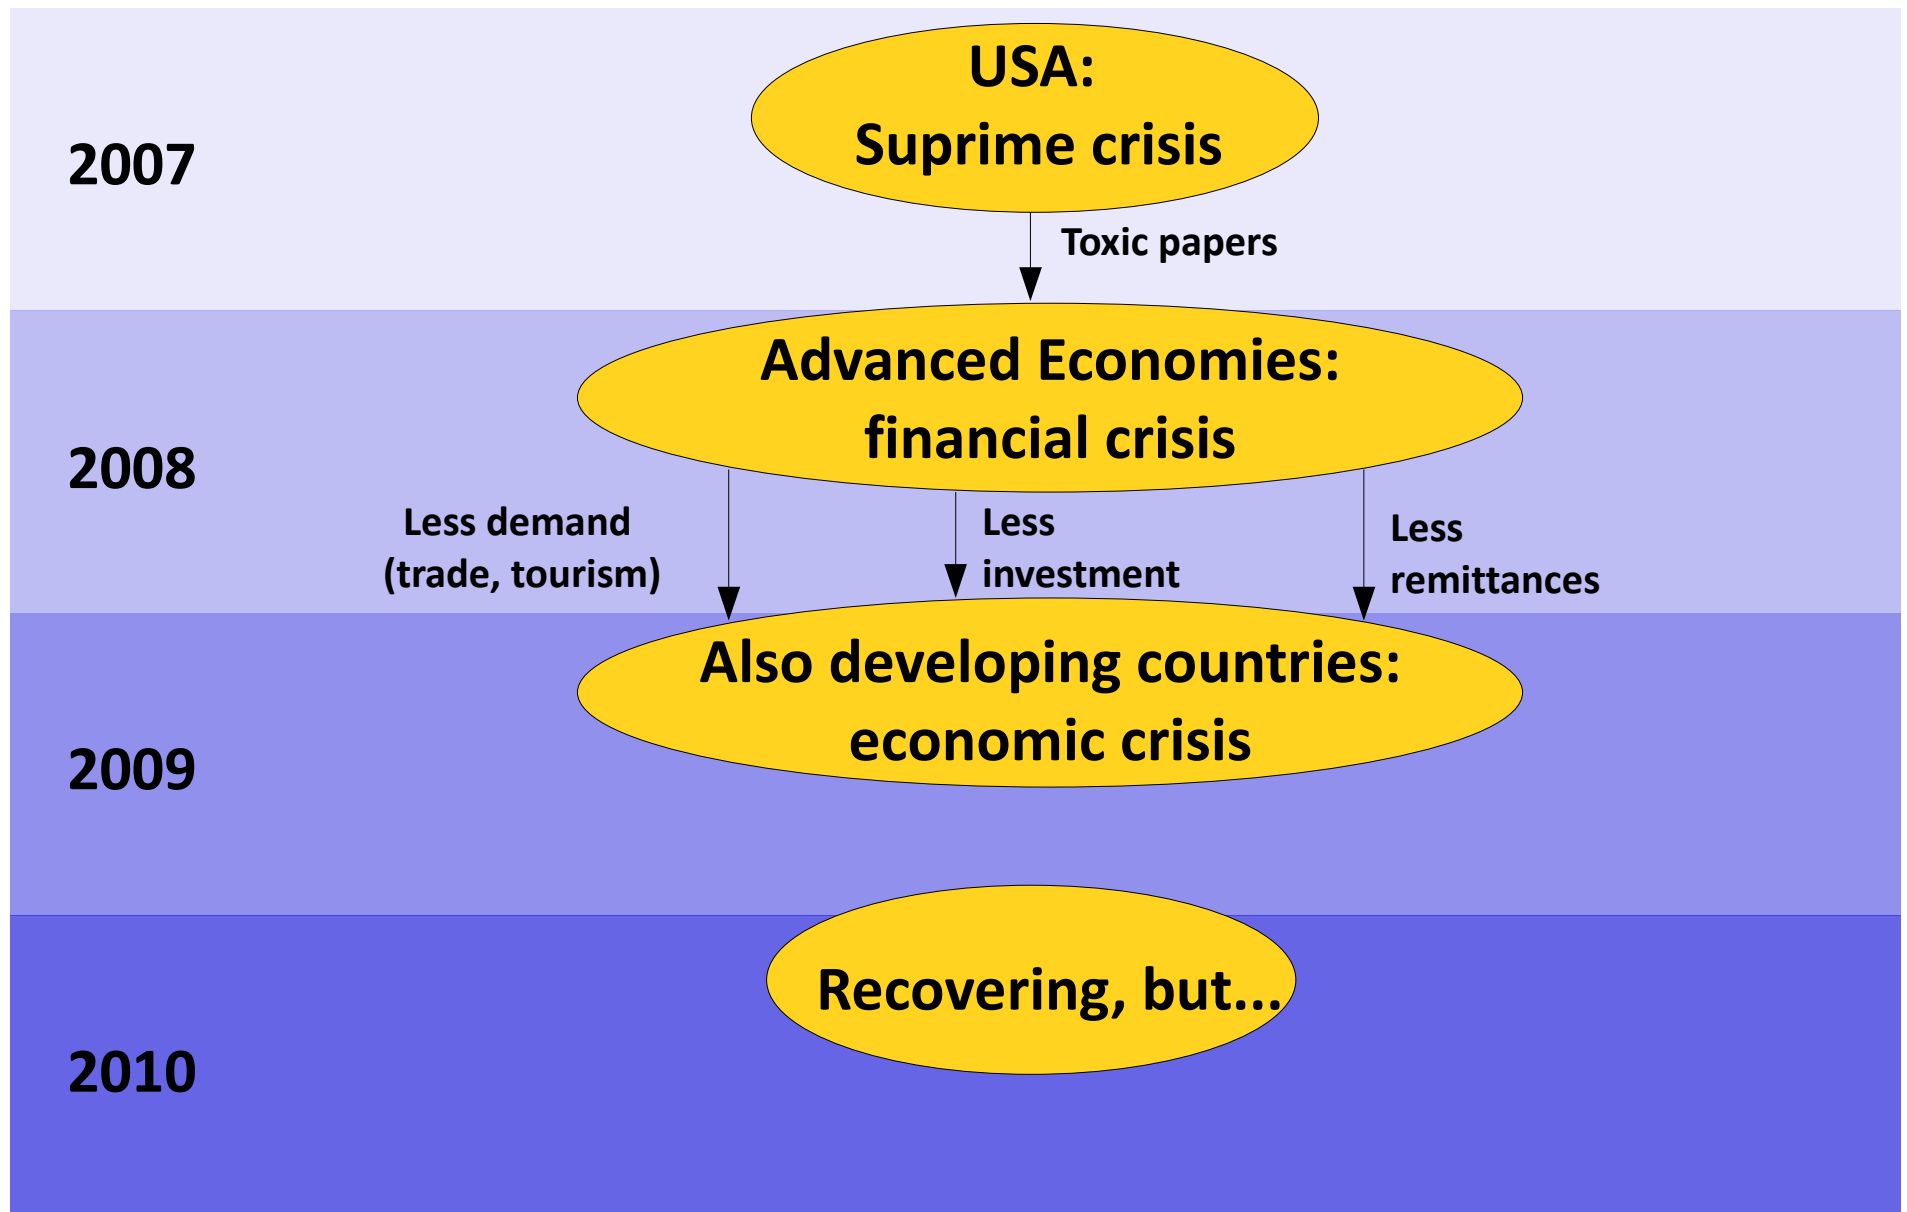 USA:
Suprime crisis
2007
Toxic papers
Advanced Economies:
financial crisis
2008
Less demand
(trade, tourism)
Less
investment
Less
remittances
Also developing countries:
economic crisis
2009
Recovering, but...
2010